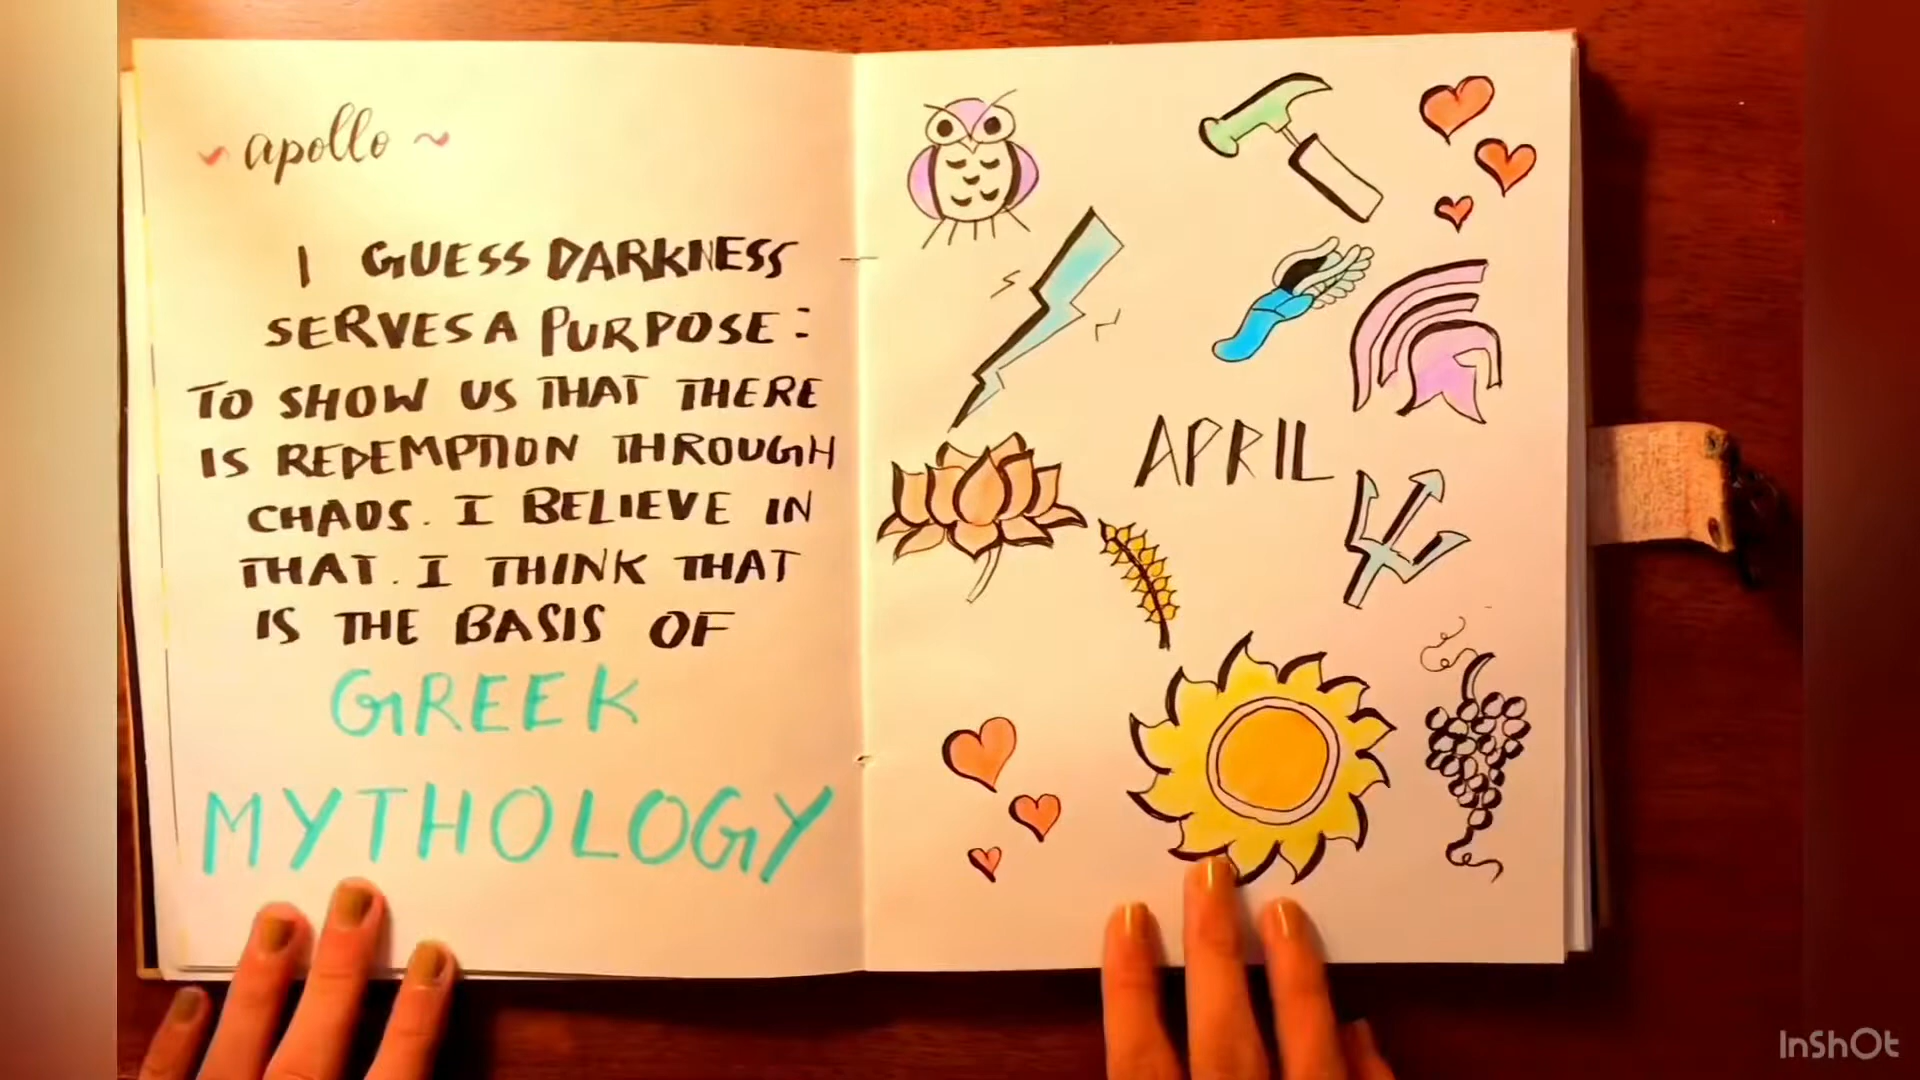 ~ apollo ~
I GUESS DARKNESS
SERVES A PURPOSE:
TO SHOW US THAT THERE
IS REDEMPTION THROUGH
CHAOS. I BELIEVE IN
THAT. I THINK THAT
IS THE BASIS OF
GREEK
MYTHOLOGY
APRIL
InShOt